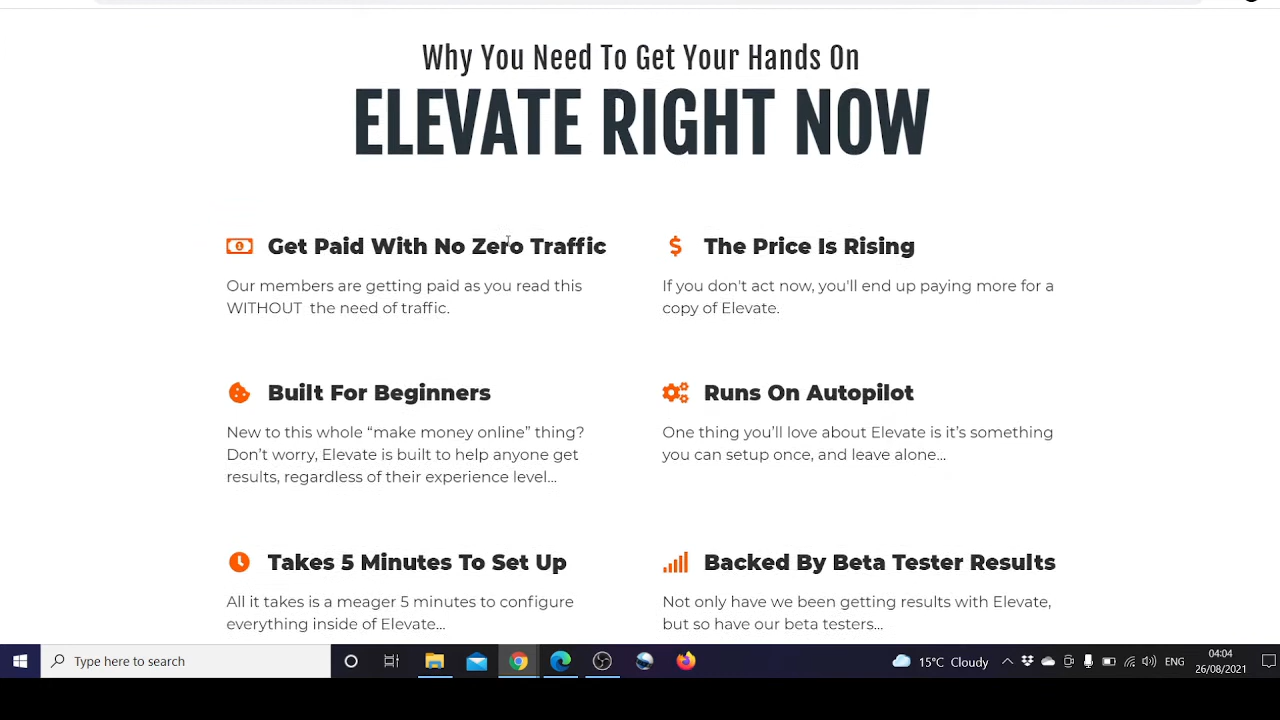 Why You Need To Get Your Hands On
ELEVATE RIGHT NOW
Get Paid With No Zero Traffic
Our members are getting paid as you read this
WITHOUT  the need of traffic.
The Price Is Rising
If you don't act now, you'll end up paying more for a
copy of Elevate.
Built For Beginners
New to this whole “make money online” thing?
Don’t worry, Elevate is built to help anyone get
results, regardless of their experience level...
Runs On Autopilot
One thing you’ll love about Elevate is it’s something
you can setup once, and leave alone...
Takes 5 Minutes To Set Up
All it takes is a meager 5 minutes to configure
everything inside of Elevate...
Backed By Beta Tester Results
Not only have we been getting results with Elevate,
but so have our beta testers...
Type here to search
15°C Cloudy
ENG
04:04
26/08/2021